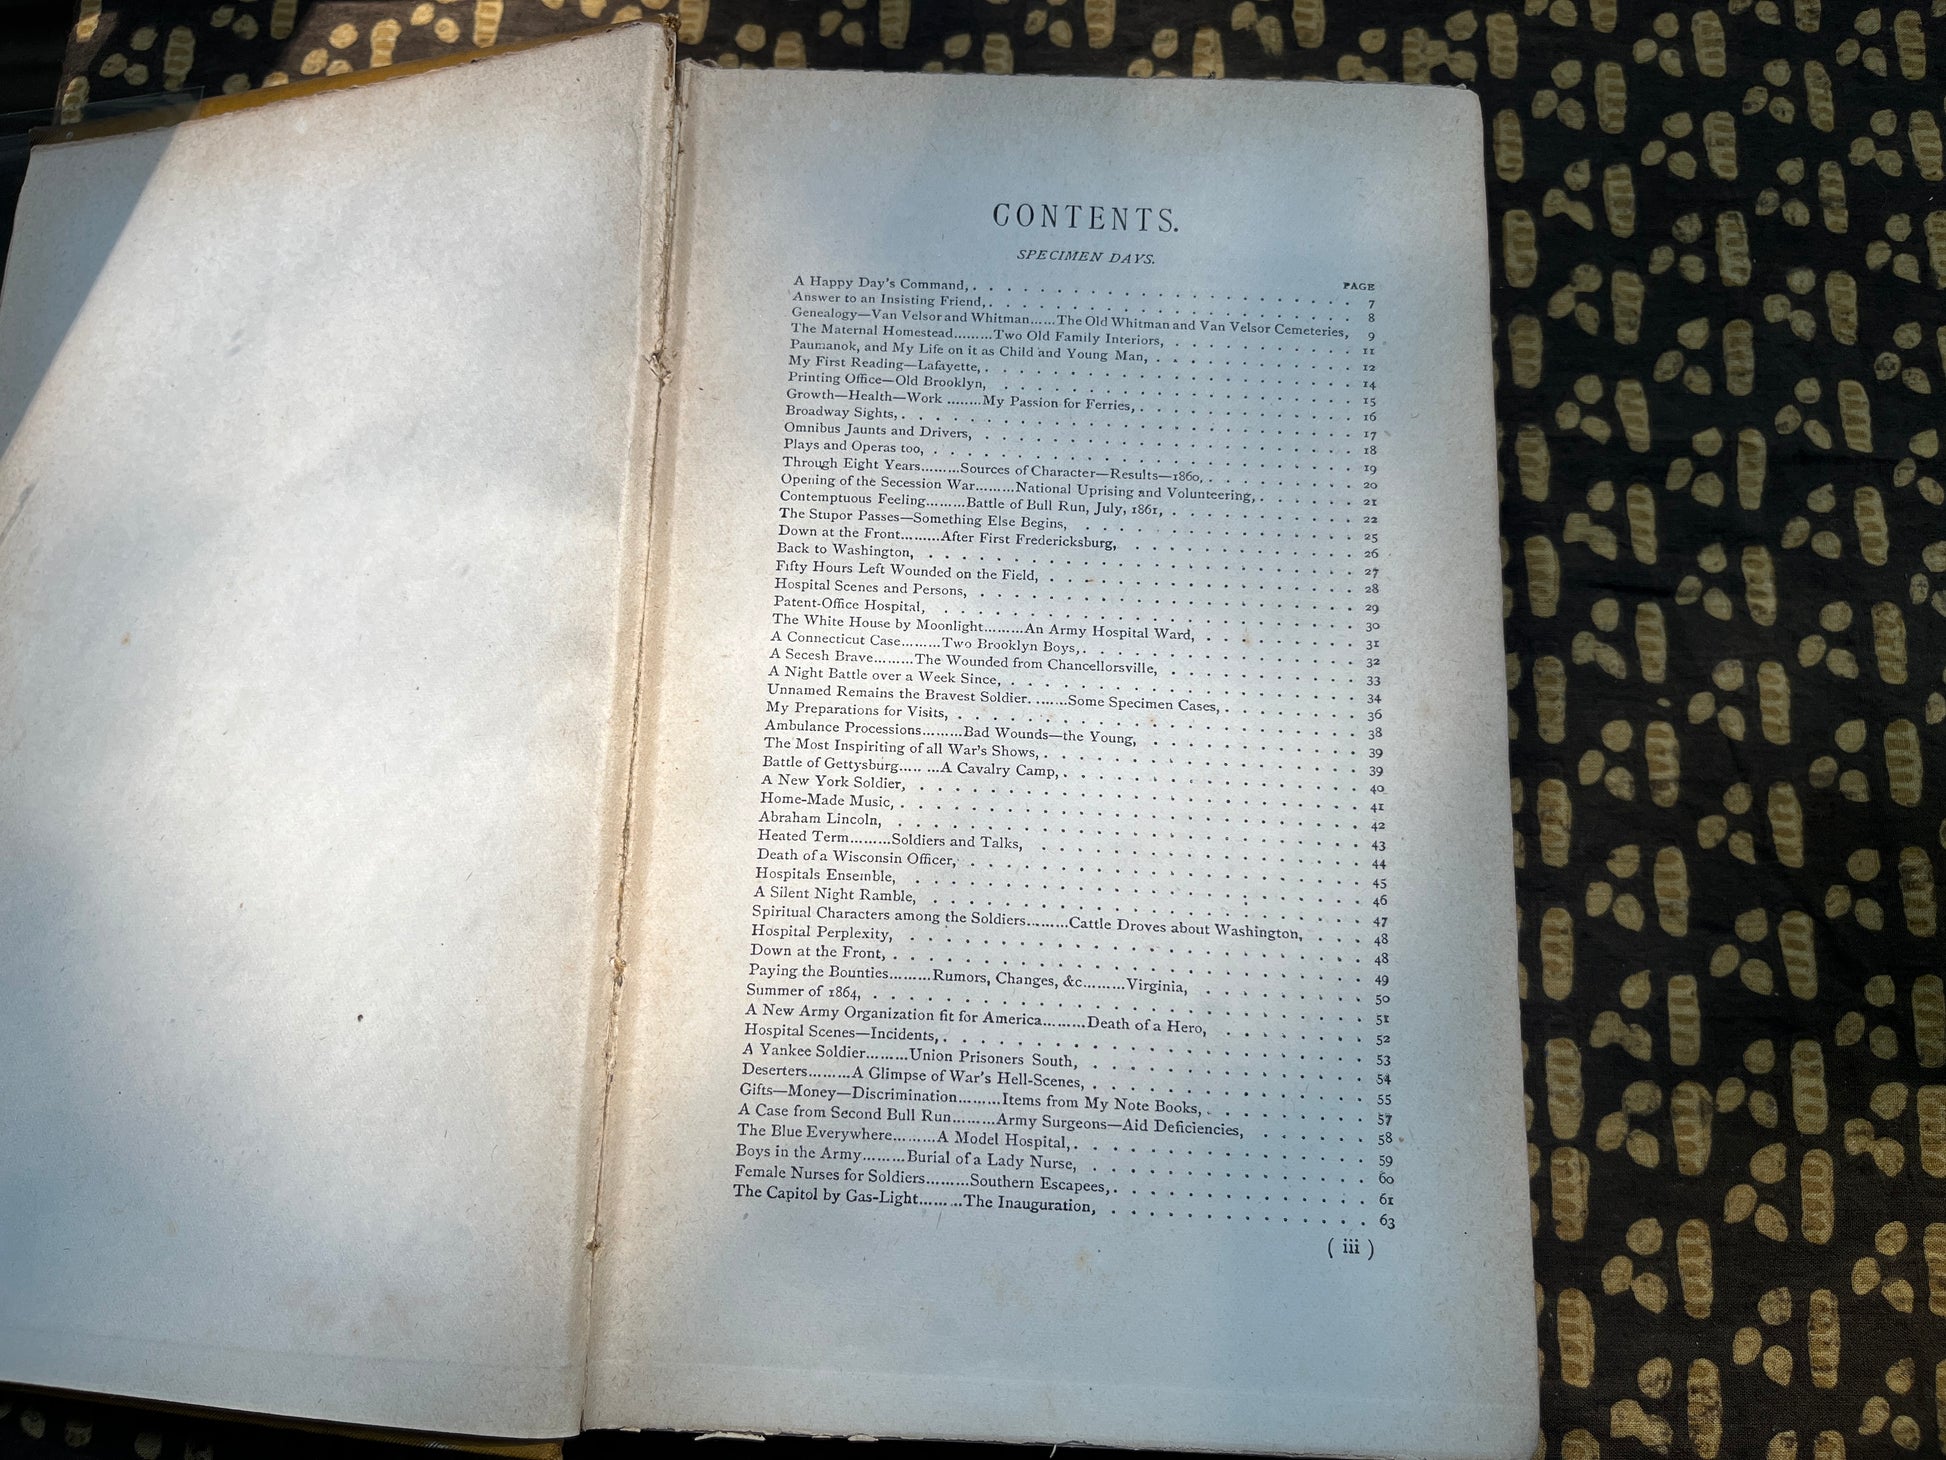 CONTENTS.
SPECIMEN DAYS.
PAGE
A Happy Day's Command, . . . . 7
Answer to an Insisting Friend, . . . . 8
Genealogy—Van Velsor and Whitman......The Old Whitman and Van Velsor Cemeteries, 9
The Maternal Homestead.........Two Old Family Interiors, . . . . 11
Paumanok, and My Life on it as Child and Young Man, . . . . 12
My First Reading—Lafayette, . . . . 14
Printing Office—Old Brooklyn, . . . . 15
Growth—Health—Work ........My Passion for Ferries, . . . . 16
Broadway Sights, . . . . 17
Omnibus Jaunts and Drivers, . . . . 18
Plays and Operas too, . . . . 19
Through Eight Years.........Sources of Character—Results—1860, . . . . 20
Opening of the Secession War.........National Uprising and Volunteering, . . . . 21
Contemptuous Feeling.........Battle of Bull Run, July, 1861, . . . . 22
The Stupor Passes—Something Else Begins, . . . . 25
Down at the Front.........After First Fredericksburg, . . . . 26
Back to Washington, . . . . 27
Fifty Hours Left Wounded on the Field, . . . . 28
Hospital Scenes and Persons, . . . . 29
Patent-Office Hospital, . . . . 30
The White House by Moonlight.........An Army Hospital Ward, . . . . 31
A Connecticut Case.........Two Brooklyn Boys, . . . . 32
A Secesh Brave.........The Wounded from Chancellorsville, . . . . 33
A Night Battle over a Week Since, . . . . 34
Unnamed Remains the Bravest Soldier. .......Some Specimen Cases, . . . . 36
My Preparations for Visits, . . . . 38
Ambulance Processions.........Bad Wounds—the Young, . . . . 39
The Most Inspiriting of all War's Shows, . . . . 39
Battle of Gettysburg..... ...A Cavalry Camp, . . . . 40
A New York Soldier, . . . . 41
Home-Made Music, . . . . 42
Abraham Lincoln, . . . . 43
Heated Term.........Soldiers and Talks, . . . . 44
Death of a Wisconsin Officer, . . . . 45
Hospitals Ensemble, . . . . 46
A Silent Night Ramble, . . . . 47
Spiritual Characters among the Soldiers.........Cattle Droves about Washington, . . . 48
Hospital Perplexity, . . . . 48
Down at the Front, . . . . 49
Paying the Bounties.........Rumors, Changes, &c.........Virginia, . . . . 50
Summer of 1864, . . . . 51
A New Army Organization fit for America.........Death of a Hero, . . . . 52
Hospital Scenes—Incidents, . . . . 53
A Yankee Soldier.........Union Prisoners South, . . . . 54
Deserters.........A Glimpse of War's Hell-Scenes, . . . . 55
Gifts—Money—Discrimination.........Items from My Note Books, . . . . 57
A Case from Second Bull Run.........Army Surgeons—Aid Deficiencies, . . . . 58
The Blue Everywhere.........A Model Hospital, . . . . 59
Boys in the Army.........Burial of a Lady Nurse, . . . . 60
Female Nurses for Soldiers.........Southern Escapees, . . . . 61
The Capitol by Gas-Light.........The Inauguration, . . . . 63
( iii )